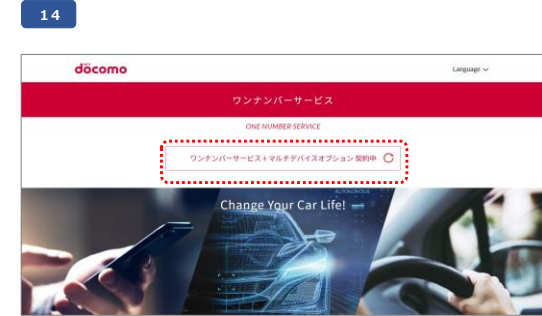 14
döcomo
Language
ワンナンバーサービス
ONE NUMBER SERVICE
ワンナンバーサービス＋マルチデバイスオプション 契約中
AUTONOMOUS
Change Your Car Life!